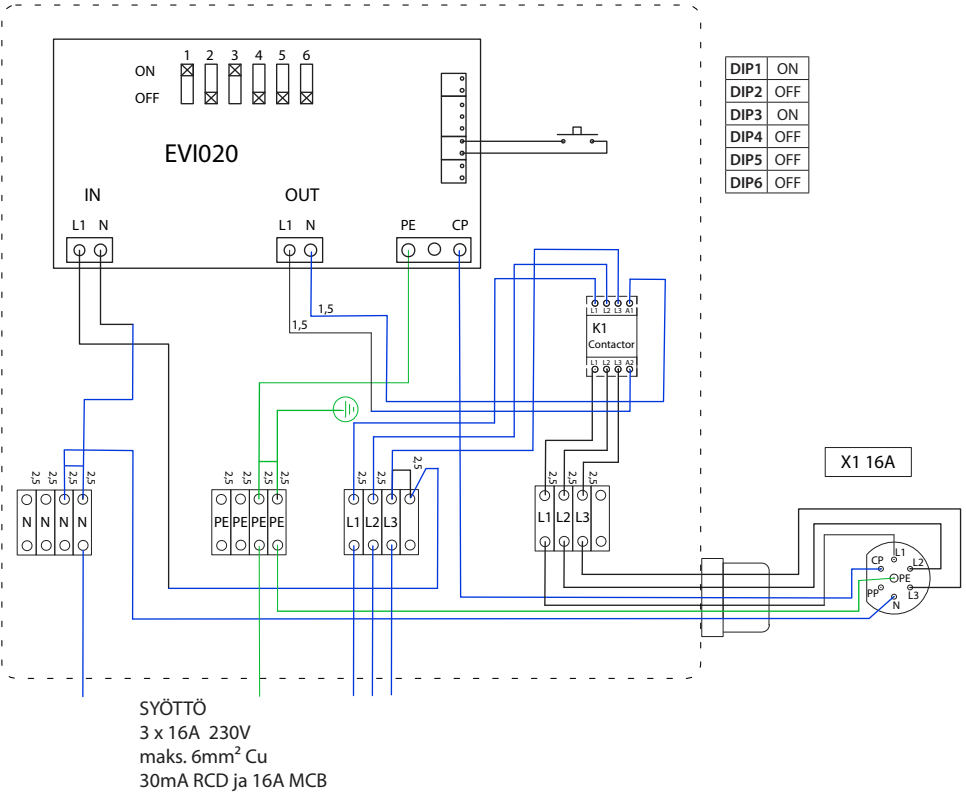 1 2 3 4 5 6
ON
OFF
EVI020
IN
OUT
L1 N
L1 N
PE
CP
DIP1 ON
DIP2 OFF
DIP3 ON
DIP4 OFF
DIP5 OFF
DIP6 OFF
1,5
1,5
L1 L2 L3 A1
K1
Contactor
L1 L2 L3 A2
X1 16A
2,5 2,5 2,5 2,5
N N N N
2,5 2,5 2,5 2,5
PE PE PE PE
2,5 2,5 2,5 2,5
L1 L2 L3
2,5 2,5 2,5
L1 L2 L3
L1
CP
L2
PE
PP
L3
N
SYÖTTÖ
3 x 16A 230V
maks. 6mm² Cu
30mA RCD ja 16A MCB